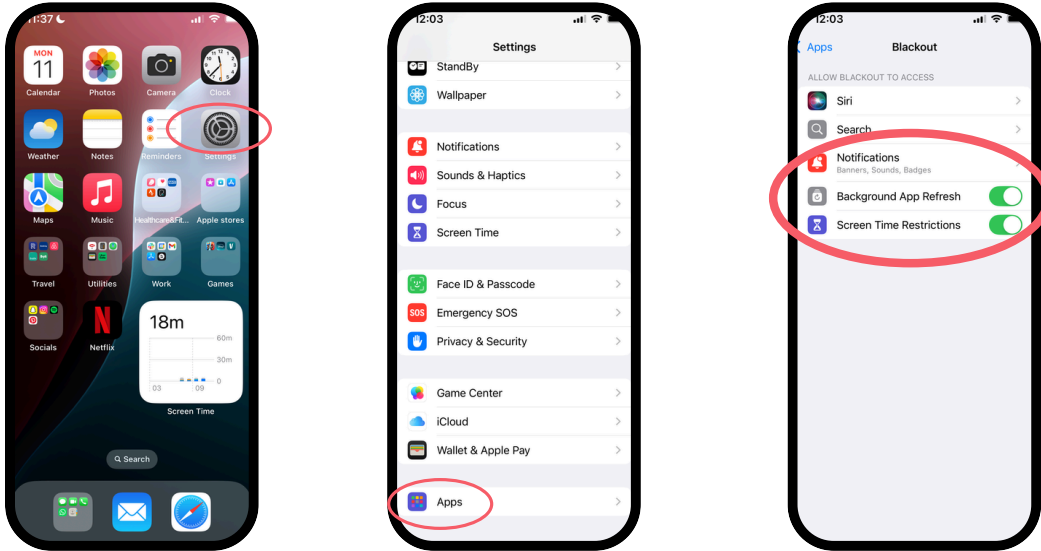 11:37
MON
11
Calendar
Photos
Camera
Clock
Weather
Notes
Reminders
Settings
Maps
Music
Healthcare&Fit...
Apple stores
Travel
Utilities
Work
Games
18m
60m
30m
0
03
09
Socials
Netflix
Screen Time
Search
12:03
Settings
StandBy
Wallpaper
Notifications
Sounds & Haptics
Focus
Screen Time
Face ID & Passcode
SOS
Emergency SOS
Privacy & Security
Game Center
iCloud
Wallet & Apple Pay
Apps
12:03
Apps
Blackout
ALLOW BLACKOUT TO ACCESS
Siri
Search
Notifications
Banners, Sounds, Badges
Background App Refresh
Screen Time Restrictions